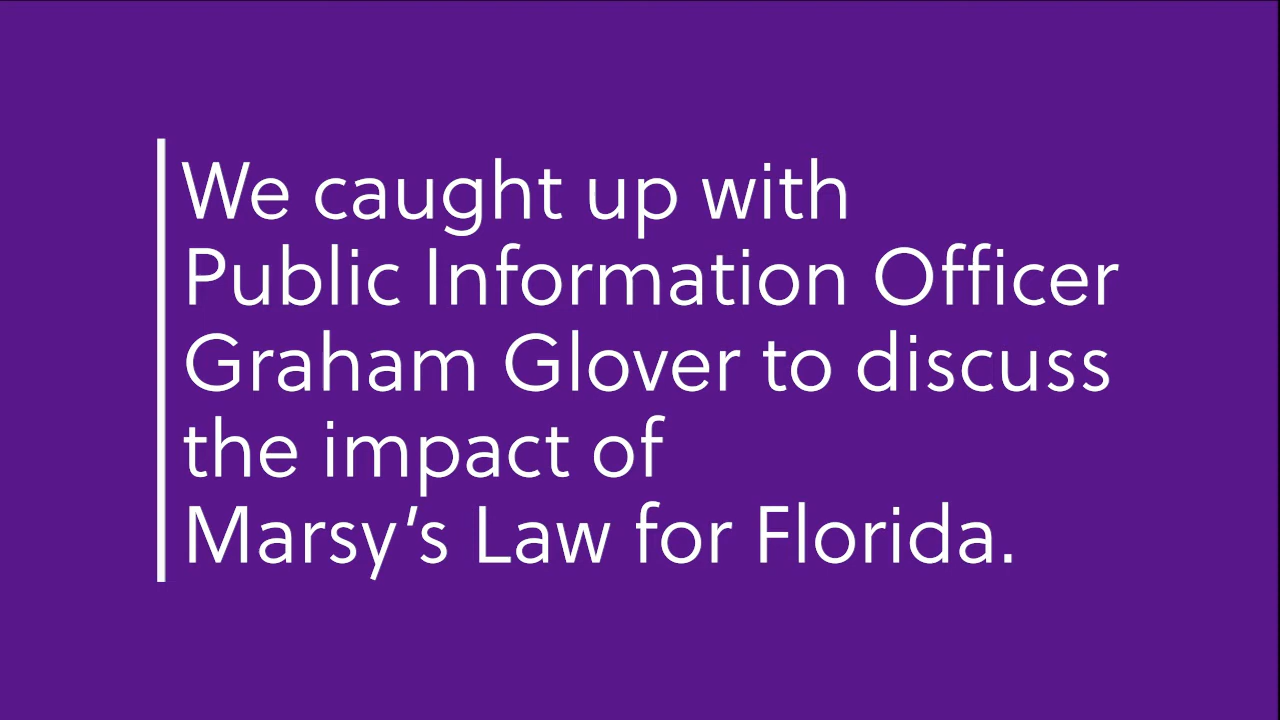 We caught up with
Public Information Officer
Graham Glover to discuss
the impact of
Marsy’s Law for Florida.